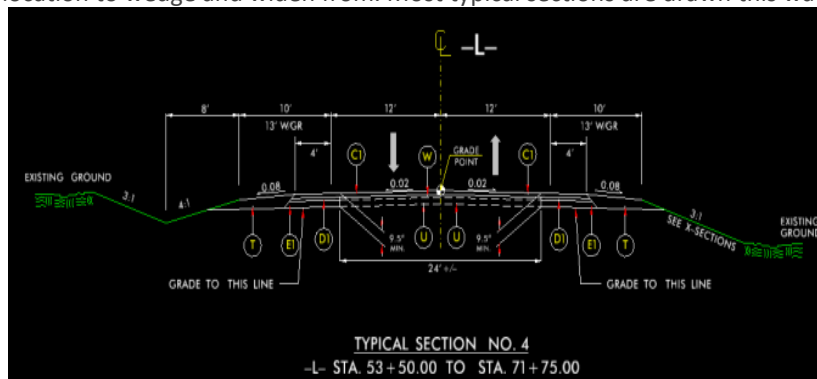 location to wedge and widen from. Most typical sections are drawn this wa
℄ –L–
8' 10' 12' 12' 10'
13' W/GR 13' W/GR
4' 4'
C1 W GRADE POINT C1
EXISTING GROUND
3:1 4:1 0.08 0.02 0.02 0.08 3:1
SEE X-SECTIONS
EXISTING GROUND
T E1 D1 9.5" MIN. U U 9.5" MIN. D1 E1 T
24' +/-
GRADE TO THIS LINE GRADE TO THIS LINE
TYPICAL SECTION NO. 4
–L– STA. 53+50.00 TO STA. 71+75.00